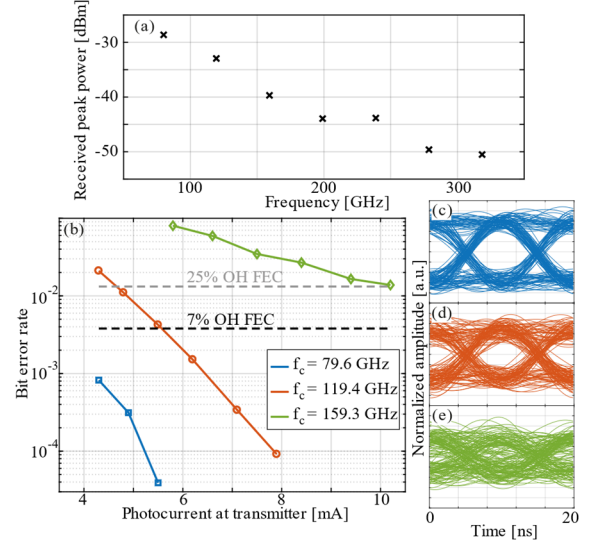 (a)
Received peak power [dBm]
-30
-40
-50
100
200
300
Frequency [GHz]
(b)
Bit error rate
10^-2
10^-3
10^-4
25% OH FEC
7% OH FEC
f_c = 79.6 GHz
f_c = 119.4 GHz
f_c = 159.3 GHz
4
6
8
10
Photocurrent at transmitter [mA]
(c)
(d)
(e)
Normalized amplitude [a.u.]
0
10
20
Time [ns]